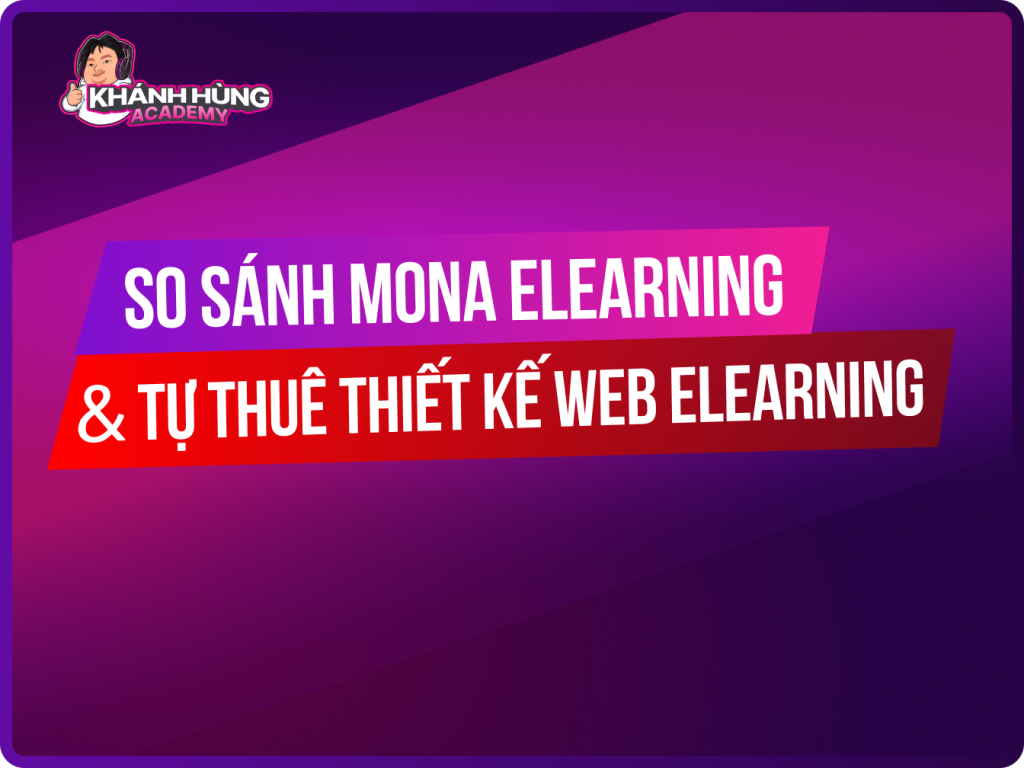 KHÁNH HÙNG
ACADEMY
SO SÁNH MONA ELEARNING
& TỰ THUÊ THIẾT KẾ WEB ELEARNING